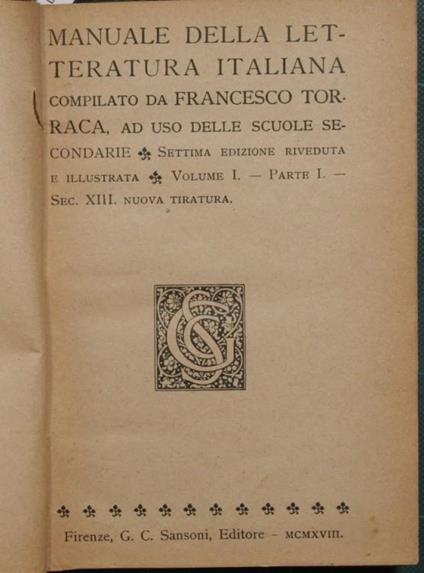 MANUALE DELLA LET-
TERATURA ITALIANA
COMPILATO DA FRANCESCO TOR-
RACA, AD USO DELLE SCUOLE SE-
CONDARIE ✤ SETTIMA EDIZIONE RIVEDUTA
E ILLUSTRATA ✤ VOLUME I. — PARTE I. —
SEC. XIII. NUOVA TIRATURA.
GCS
Firenze, G. C. Sansoni, Editore - MCMXVIII.